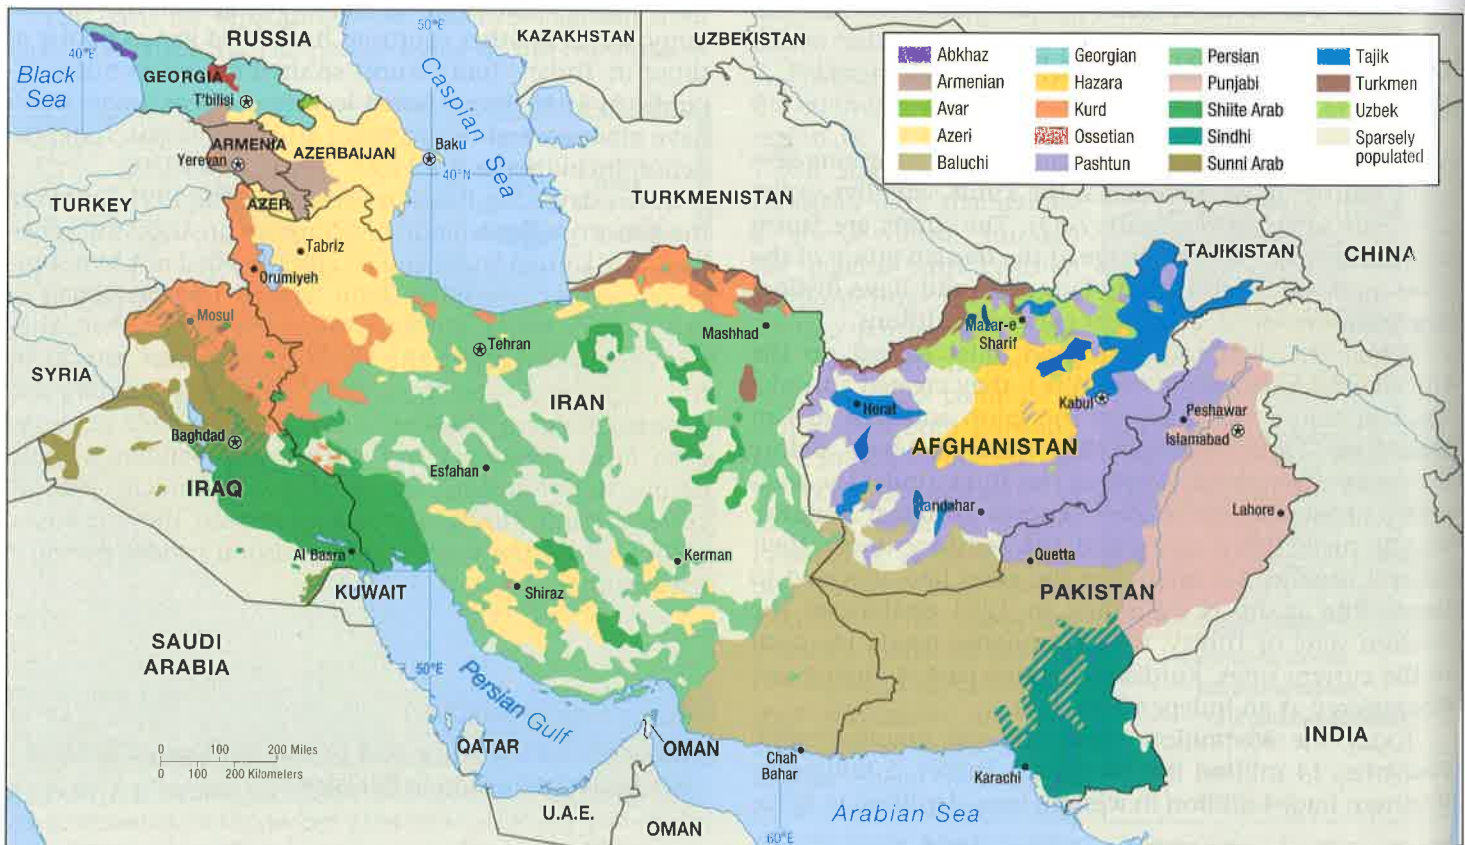 50°E
RUSSIA
KAZAKHSTAN
UZBEKISTAN
40°E
Black
Sea
GEORGIA
T'bilisi
Caspian Sea
Abkhaz
Armenian
Avar
Azeri
Baluchi
Georgian
Hazara
Kurd
Ossetian
Pashtun
Persian
Punjabi
Shiite Arab
Sindhi
Sunni Arab
Tajik
Turkmen
Uzbek
Sparsely
populated
ARMENIA
Yerevan
AZERBAIJAN
Baku
40°N
TURKEY
AZER.
TURKMENISTAN
Tabriz
Orumiyeh
TAJIKISTAN
CHINA
Mosul
Mashhad
Mazar-e
Sharif
Tehran
SYRIA
IRAN
Herat
Kabul
Peshawar
Islamabad
Baghdad
AFGHANISTAN
Esfahan
IRAQ
Kandahar
Lahore
Al Basra
Kerman
Quetta
KUWAIT
Shiraz
PAKISTAN
SAUDI
ARABIA
50°E
Persian Gulf
QATAR
OMAN
INDIA
0 100 200 Miles
0 100 200 Kilometers
Chah
Bahar
Karachi
U.A.E.
OMAN
Arabian Sea
60°E